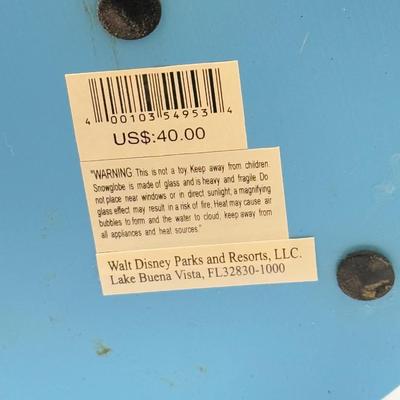 4 00103 54953 4
US$:40.00
"WARNING This is not a toy. Keep away from children.
Snowglobe is made of glass and is heavy and fragile. Do
not place near windows or in direct sunlight, a magnifying
glass effect may result in a risk of fire, Heat may cause air
bubbles to form and the water to cloudy, keep away from
all appliances and heat sources."
Walt Disney Parks and Resorts, LLC.
Lake Buena Vista, FL32830-1000